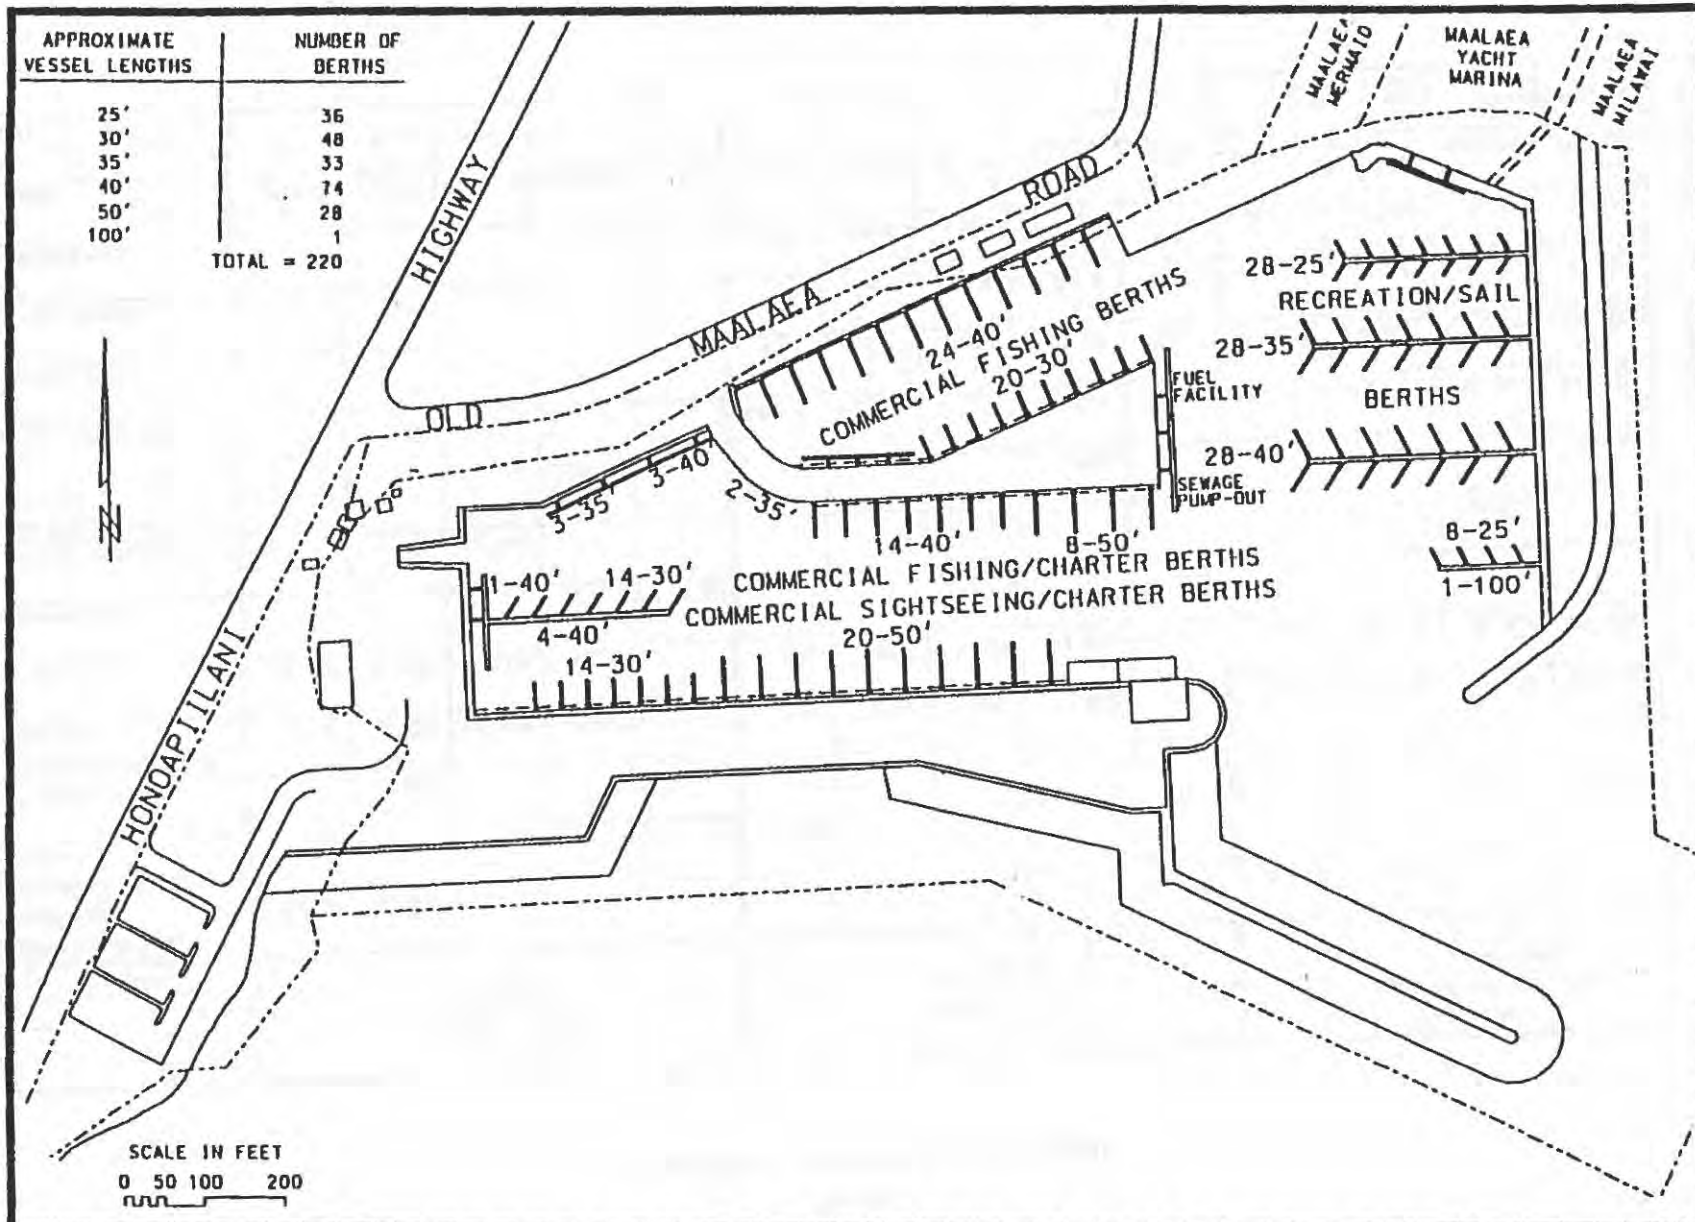 APPROXIMATE
VESSEL LENGTHS
NUMBER OF
BERTHS
25' 36
30' 48
35' 33
40' 74
50' 28
100' 1
TOTAL = 220
HONOAPIILANI
HIGHWAY
OLD
MAALAEA
ROAD
MAALAEA
MERMAID
MAALAEA
YACHT
MARINA
MAALAEA
MILAWAI
28-25'
RECREATION/SAIL
28-35'
BERTHS
28-40'
8-25'
1-100'
24-40'
COMMERCIAL FISHING BERTHS
20-30'
FUEL
FACILITY
SEWAGE
PUMP-OUT
3-35'
3-40'
2-35'
14-40'
8-50'
COMMERCIAL FISHING/CHARTER BERTHS
COMMERCIAL SIGHTSEEING/CHARTER BERTHS
1-40'
14-30'
4-40'
14-30'
20-50'
N
SCALE IN FEET
0 50 100 200